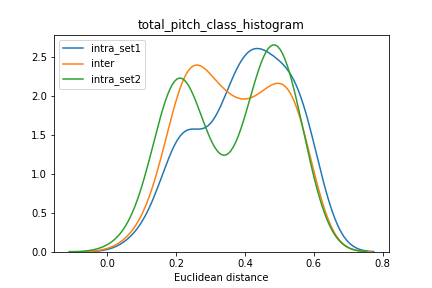 total_pitch_class_histogram
intra_set1
inter
intra_set2
2.5
2.0
1.5
1.0
0.5
0.0
0.0 0.2 0.4 0.6 0.8
Euclidean distance